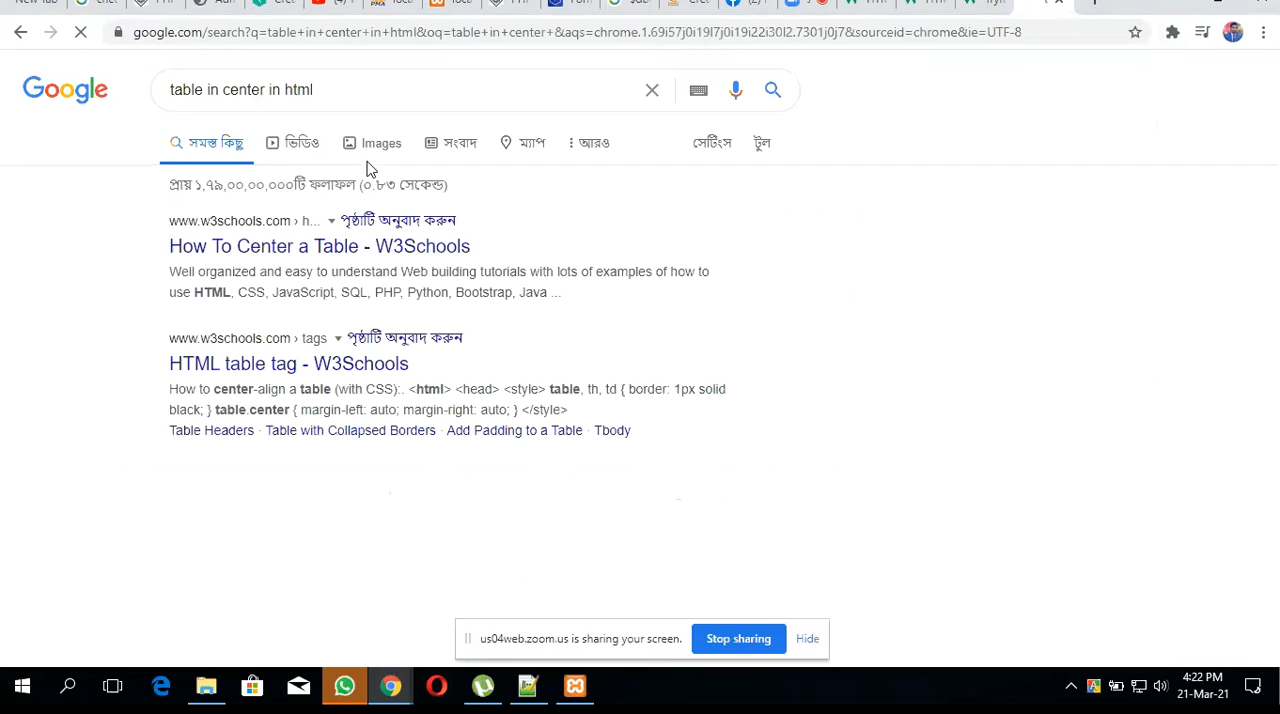 google.com/search?q=table+in+center+in+html&oq=table+in+center+&aqs=chrome.1.69i57j0i19l7j0i19i22i30l2.7301j0j7&sourceid=chrome&ie=UTF-8
Google
table in center in html
সমস্ত কিছু ভিডিও Images সংবাদ ম্যাপ আরও সেটিংস টুল
প্রায় ১,৭৯,০০,০০,০০০টি ফলাফল (০.৮৩ সেকেন্ড)
www.w3schools.com › h... পৃষ্ঠাটি অনুবাদ করুন
How To Center a Table - W3Schools
Well organized and easy to understand Web building tutorials with lots of examples of how to
use HTML, CSS, JavaScript, SQL, PHP, Python, Bootstrap, Java ...
www.w3schools.com › tags পৃষ্ঠাটি অনুবাদ করুন
HTML table tag - W3Schools
How to center-align a table (with CSS):. <html> <head> <style> table, th, td { border: 1px solid
black; } table.center { margin-left: auto; margin-right: auto; } </style>
Table Headers · Table with Collapsed Borders · Add Padding to a Table · Tbody
us04web.zoom.us is sharing your screen. Stop sharing Hide
4:22 PM
21-Mar-21